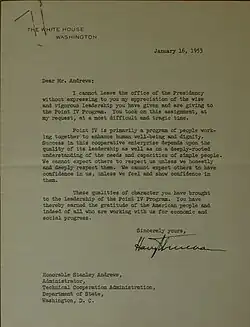 THE WHITE HOUSE
WASHINGTON
January 16, 1953
Dear Mr. Andrews:
I cannot leave the office of the Presidency
without expressing to you my appreciation of the wise
and vigorous leadership you have given and are giving to
the Point IV Program. You took on this assignment, at
my request, at a most difficult and tragic time.
Point IV is primarily a program of people work-
ing together to enhance human well-being and dignity.
Success in this cooperative enterprise depends upon the
quality of its leadership as well as on a deeply-rooted
understanding of the needs and capacities of simple people.
We cannot expect others to respect us unless we honestly
and deeply respect them. We cannot expect others to have
confidence in us, unless we feel and show confidence
in them.
These qualities of character you have brought
to the leadership of the Point IV Program. You have
thereby earned the gratitude of the American people and
indeed of all who are working with us for economic and
social progress.
Sincerely yours,
Harry Truman
Honorable Stanley Andrews,
Administrator,
Technical Cooperation Administration,
Department of State,
Washington, D. C.